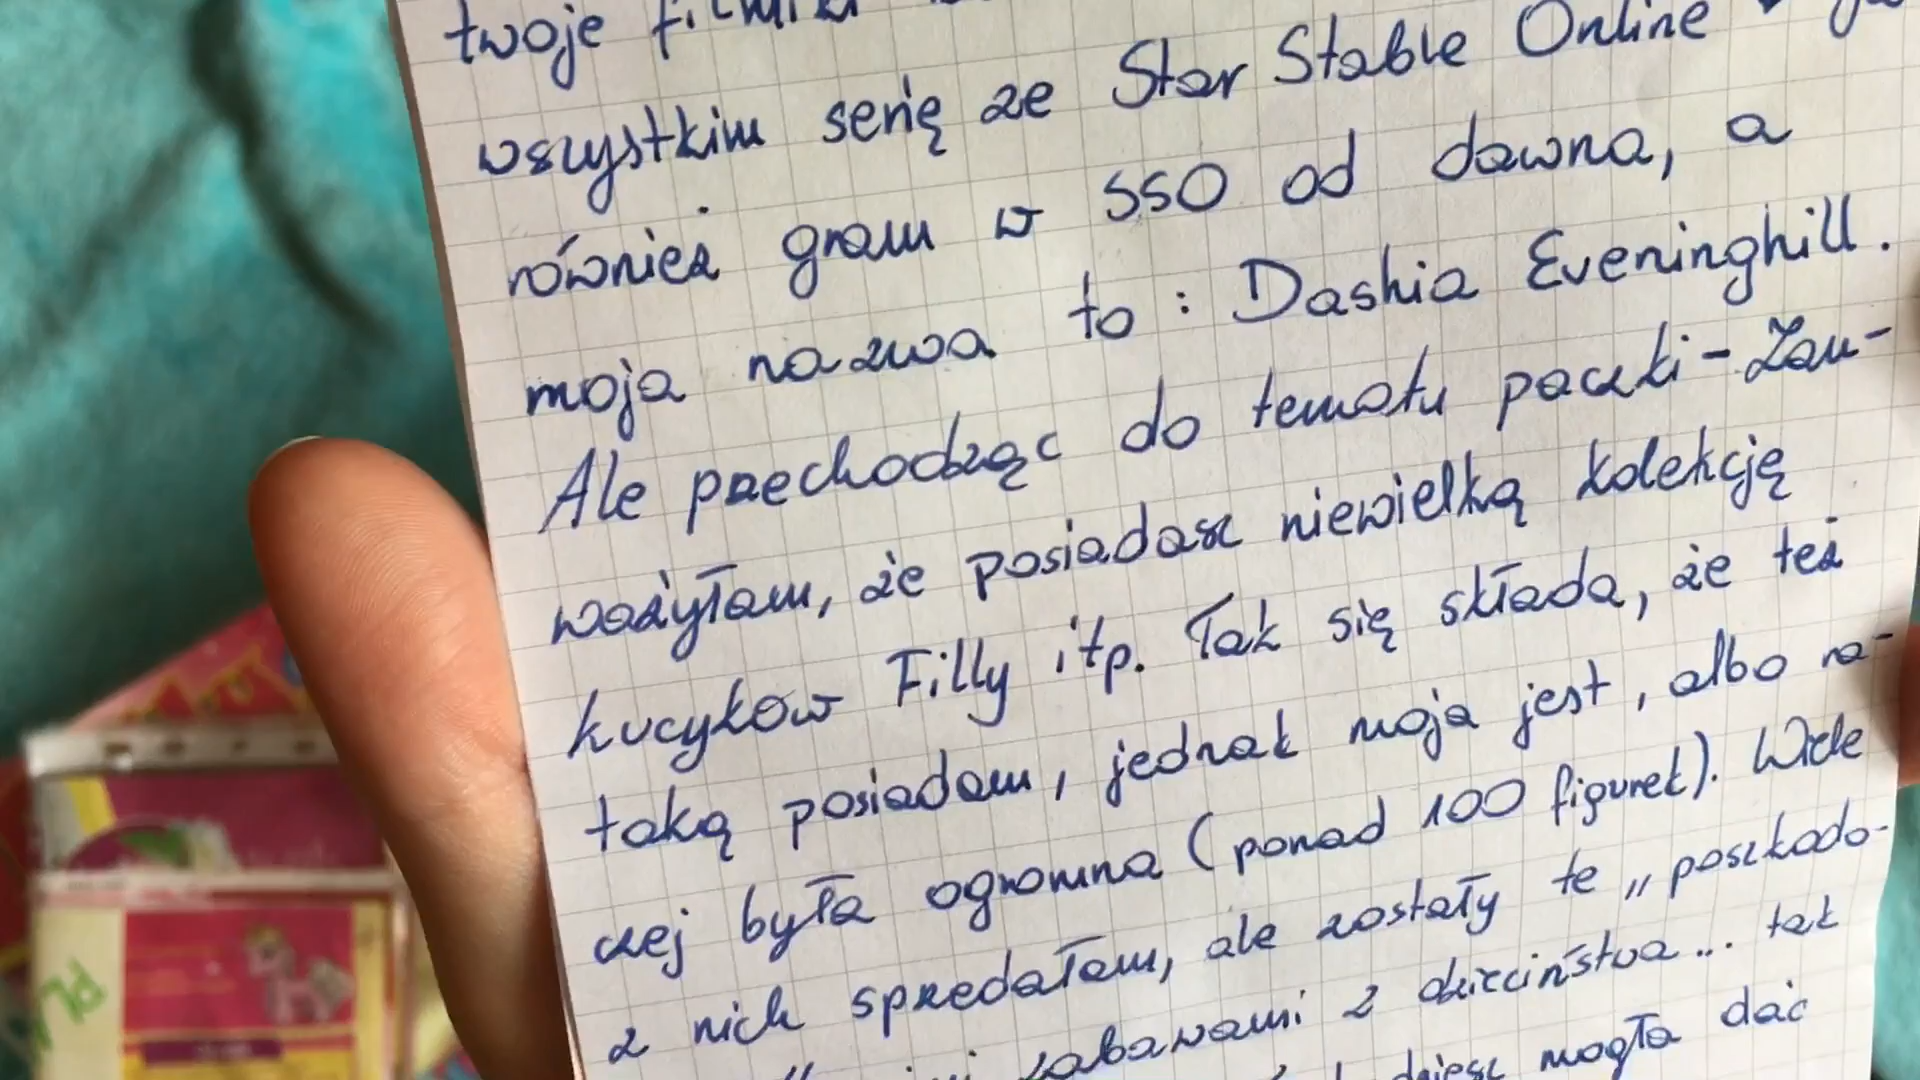 twoje filmiki
wszystkim serię ze Star Stable Online
również gram w SSO od dawna, a
moja nazwa to : Dashia Eveninghill.
Ale przechodząc do tematu paczki - Zau-
ważyłam, że posiadasz niewielką kolekcję
kucyków Filly itp. Tak się składa, że też
taką posiadam, jednak moja jest, albo ra-
czej była ogromna (ponad 100 figurek). Wiele
z nich sprzedałam, ale zostały te „poszkodo-
zabawami z dzieciństwa... tak
mogła dać
PL